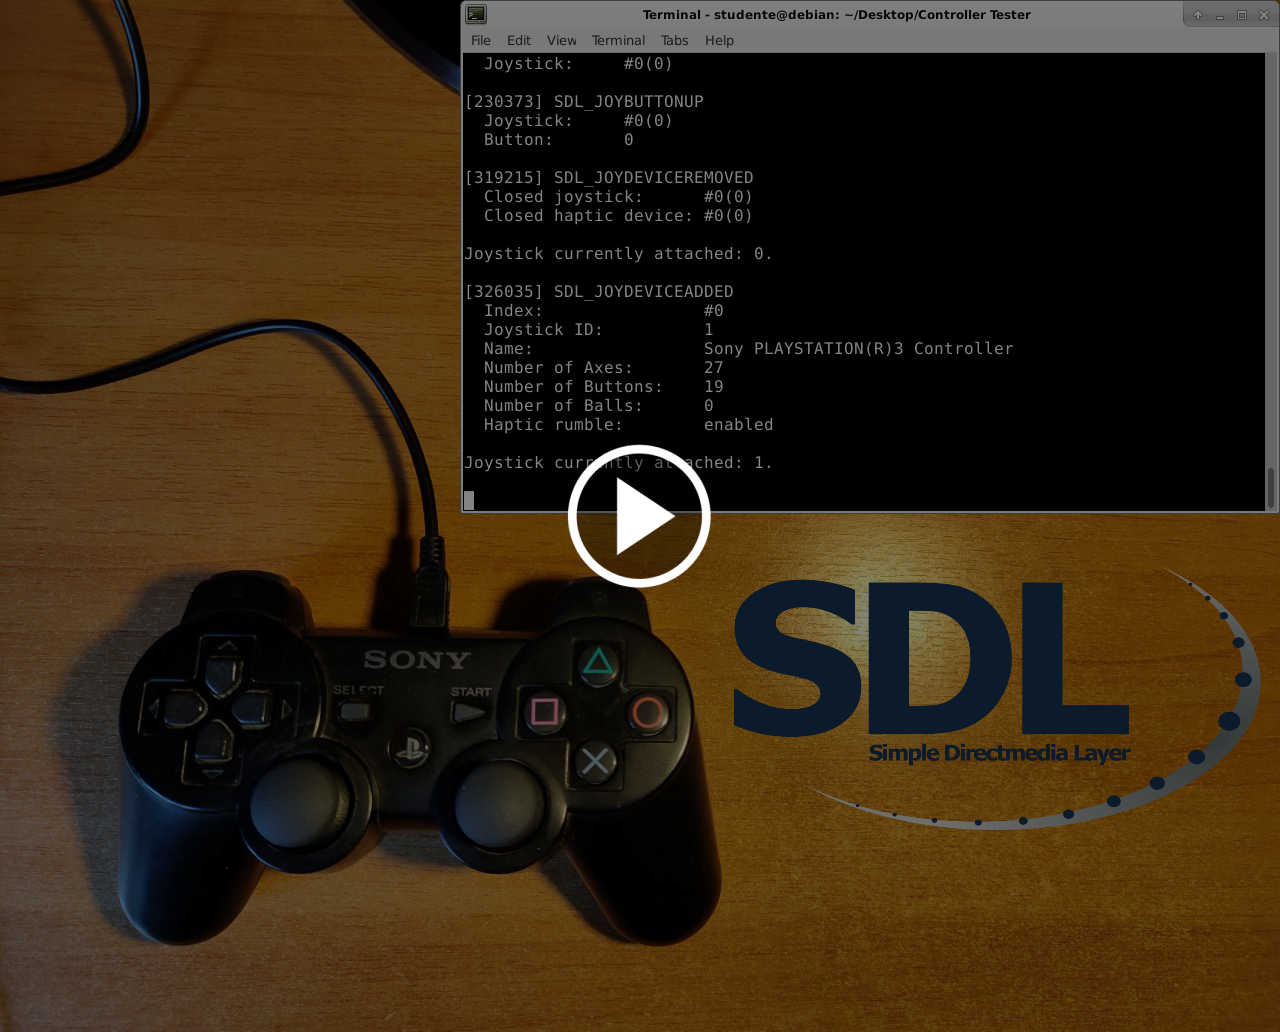 Terminal - studente@debian: ~/Desktop/Controller Tester
File Edit View Terminal Tabs Help
Joystick: #0(0)
[230373] SDL_JOYBUTTONUP
Joystick: #0(0)
Button: 0
[319215] SDL_JOYDEVICEREMOVED
Closed joystick: #0(0)
Closed haptic device: #0(0)
Joystick currently attached: 0.
[326035] SDL_JOYDEVICEADDED
Index: #0
Joystick ID: 1
Name: Sony PLAYSTATION(R)3 Controller
Number of Axes: 27
Number of Buttons: 19
Number of Balls: 0
Haptic rumble: enabled
Joystick currently attached: 1.
SONY
SELECT
START
SDL
Simple Directmedia Layer